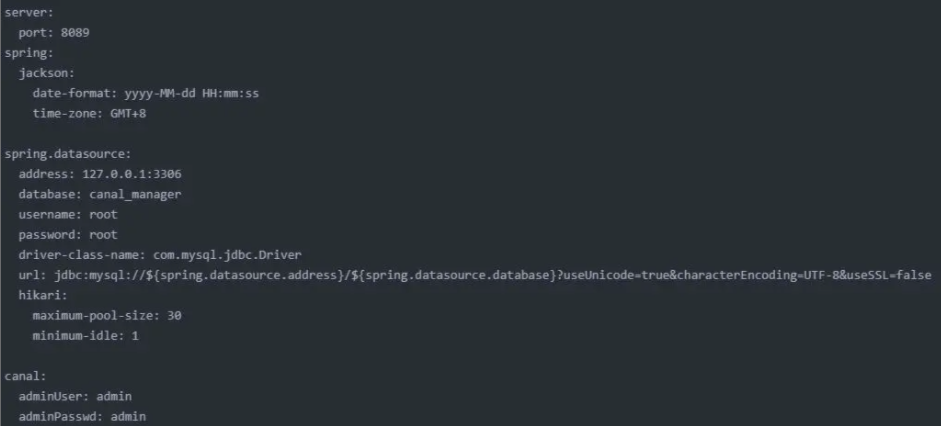 server:
  port: 8089
spring:
  jackson:
    date-format: yyyy-MM-dd HH:mm:ss
    time-zone: GMT+8

spring.datasource:
  address: 127.0.0.1:3306
  database: canal_manager
  username: root
  password: root
  driver-class-name: com.mysql.jdbc.Driver
  url: jdbc:mysql://${spring.datasource.address}/${spring.datasource.database}?useUnicode=true&characterEncoding=UTF-8&useSSL=false
  hikari:
    maximum-pool-size: 30
    minimum-idle: 1

canal:
  adminUser: admin
  adminPasswd: admin